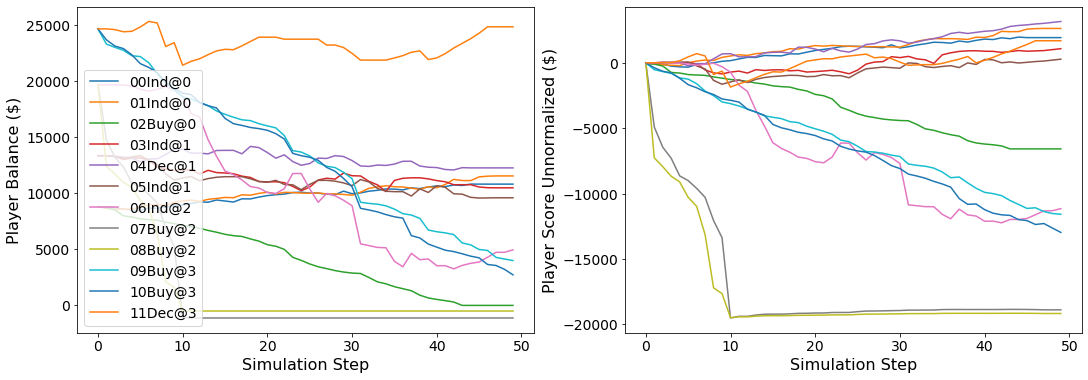 Player Balance ($)
25000
20000
15000
10000
5000
0
00Ind@0
01Ind@0
02Buy@0
03Ind@1
04Dec@1
05Ind@1
06Ind@2
07Buy@2
08Buy@2
09Buy@3
10Buy@3
11Dec@3
0 10 20 30 40 50
Simulation Step
Player Score Unnormalized ($)
0
−5000
−10000
−15000
−20000
0 10 20 30 40 50
Simulation Step